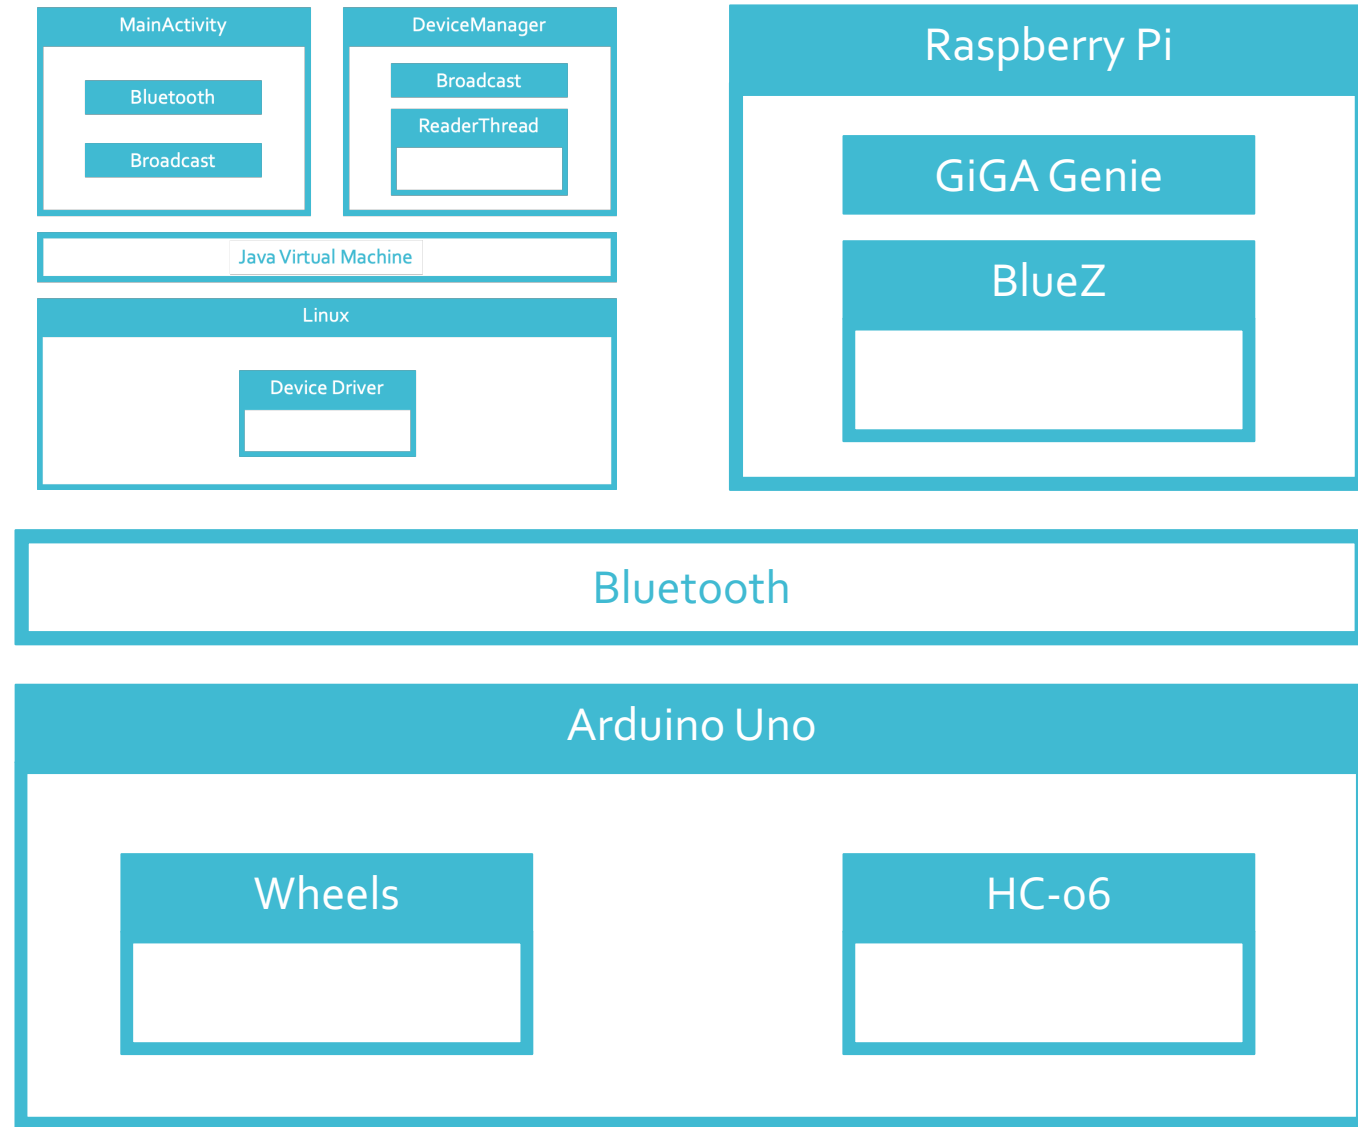 MainActivity
Bluetooth
Broadcast
DeviceManager
Broadcast
ReaderThread
Java Virtual Machine
Linux
Device Driver
Raspberry Pi
GiGA Genie
BlueZ
Bluetooth
Arduino Uno
Wheels
HC-06